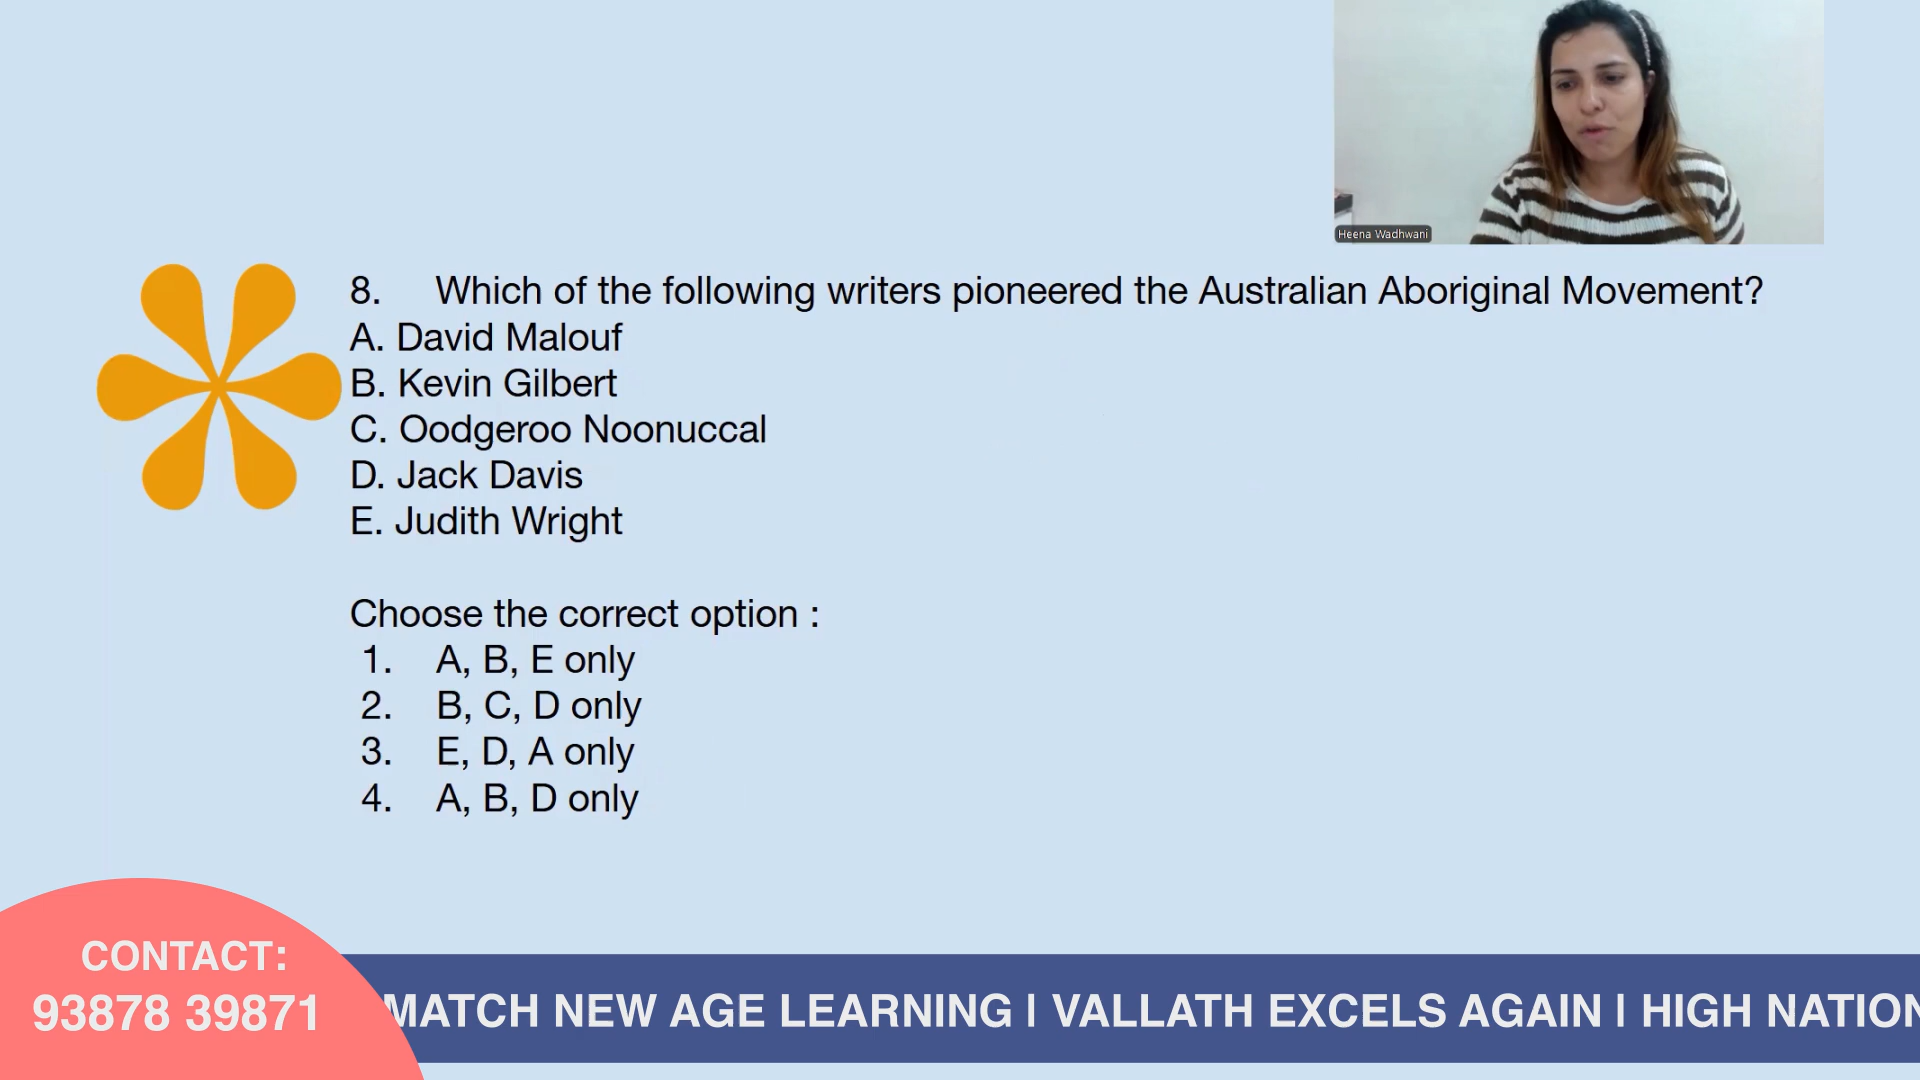 Heena Wadhwani
8. Which of the following writers pioneered the Australian Aboriginal Movement?
A. David Malouf
B. Kevin Gilbert
C. Oodgeroo Noonuccal
D. Jack Davis
E. Judith Wright
Choose the correct option :
1. A, B, E only
2. B, C, D only
3. E, D, A only
4. A, B, D only
CONTACT:
93878 39871
MATCH NEW AGE LEARNING | VALLATH EXCELS AGAIN | HIGH NATION